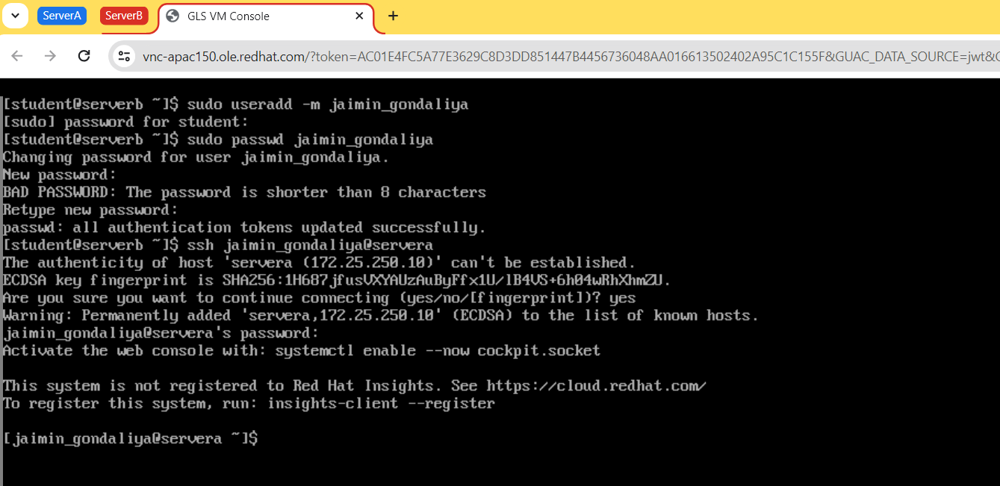 ServerA ServerB GLS VM Console
vnc-apac150.ole.redhat.com/?token=AC01E4FC5A77E3629C8D3DD851447B4456736048AA016613502402A95C1C155F&GUAC_DATA_SOURCE=jwt&
[student@serverb ~]$ sudo useradd -m jaimin_gondaliya
[sudo] password for student:
[student@serverb ~]$ sudo passwd jaimin_gondaliya
Changing password for user jaimin_gondaliya.
New password:
BAD PASSWORD: The password is shorter than 8 characters
Retype new password:
passwd: all authentication tokens updated successfully.
[student@serverb ~]$ ssh jaimin_gondaliya@servera
The authenticity of host 'servera (172.25.250.10)' can't be established.
ECDSA key fingerprint is SHA256:1H687jfusVXYAUzAuByFfx1U/lB4VS+6h04wRhXhmZU.
Are you sure you want to continue connecting (yes/no/[fingerprint])? yes
Warning: Permanently added 'servera,172.25.250.10' (ECDSA) to the list of known hosts.
jaimin_gondaliya@servera's password:
Activate the web console with: systemctl enable --now cockpit.socket
This system is not registered to Red Hat Insights. See https://cloud.redhat.com/
To register this system, run: insights-client --register
[jaimin_gondaliya@servera ~]$